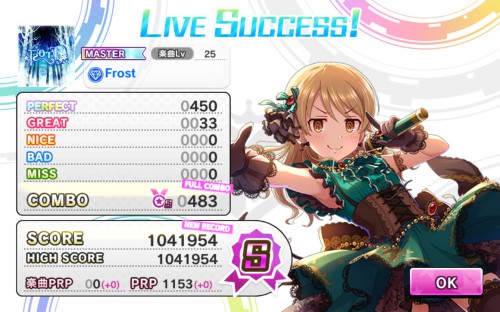 LIVE SUCCESS!
MASTER 楽曲Lv 25
Frost
PERFECT 0450
GREAT 0033
NICE 0000
BAD 0000
MISS 0000
FULL COMBO
COMBO 0483
NEW RECORD
SCORE 1041954
HIGH SCORE 1041954
S
楽曲PRP 00(+0) PRP 1153(+0)
OK